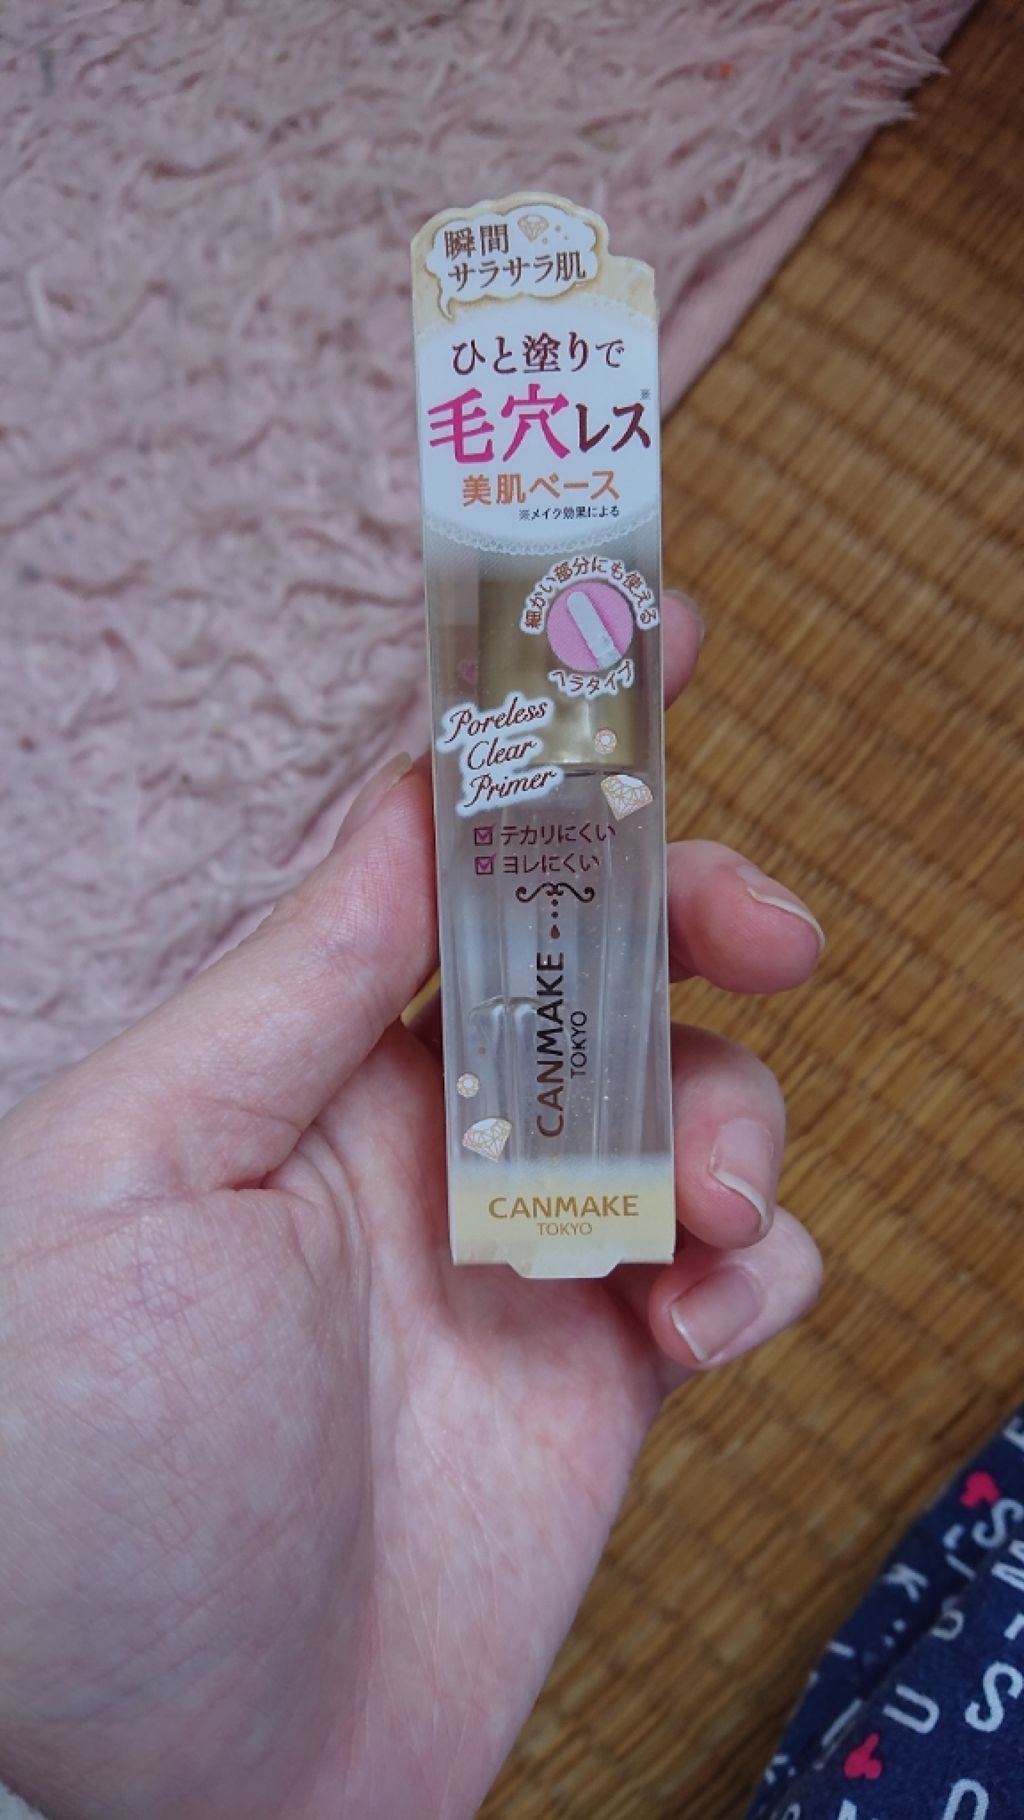 瞬間
サラサラ肌
ひと塗りで
毛穴レス※
美肌ベース
※メイク効果による
細かい部分にも使える
ヘラタイプ
Poreless
Clear
Primer
テカリにくい
ヨレにくい
CANMAKE
TOKYO
CANMAKE
TOKYO